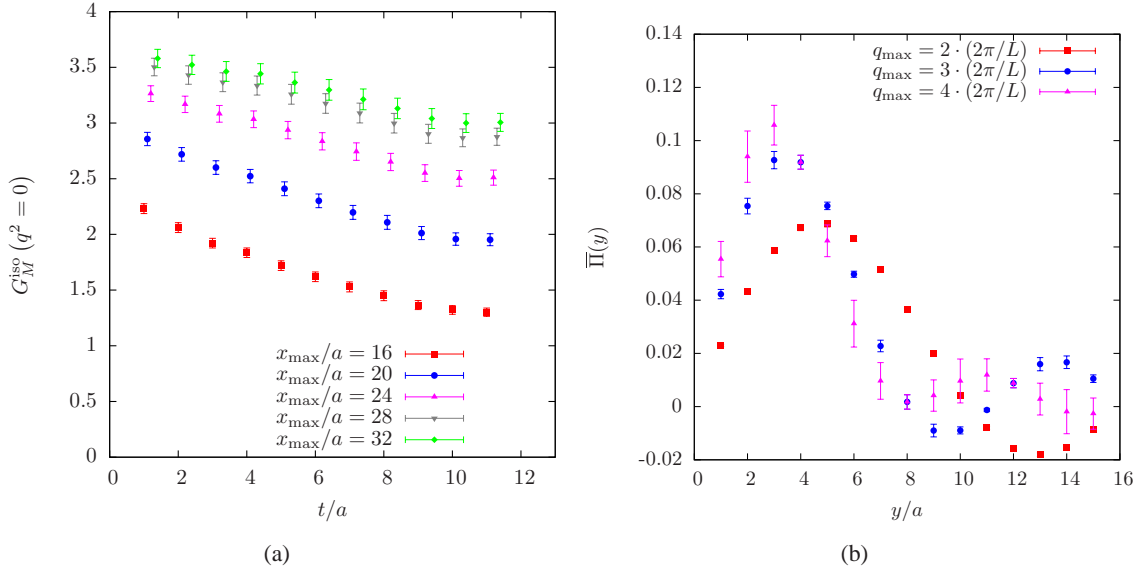 4
3.5
3
2.5
2
1.5
1
0.5
0
0 2 4 6 8 10 12
t/a
G_M^iso (q² = 0)
x_max/a = 16
x_max/a = 20
x_max/a = 24
x_max/a = 28
x_max/a = 32
(a)
0.14
0.12
0.1
0.08
0.06
0.04
0.02
0
-0.02
0 2 4 6 8 10 12 14 16
y/a
Π̅(y)
q_max = 2 · (2π/L)
q_max = 3 · (2π/L)
q_max = 4 · (2π/L)
(b)